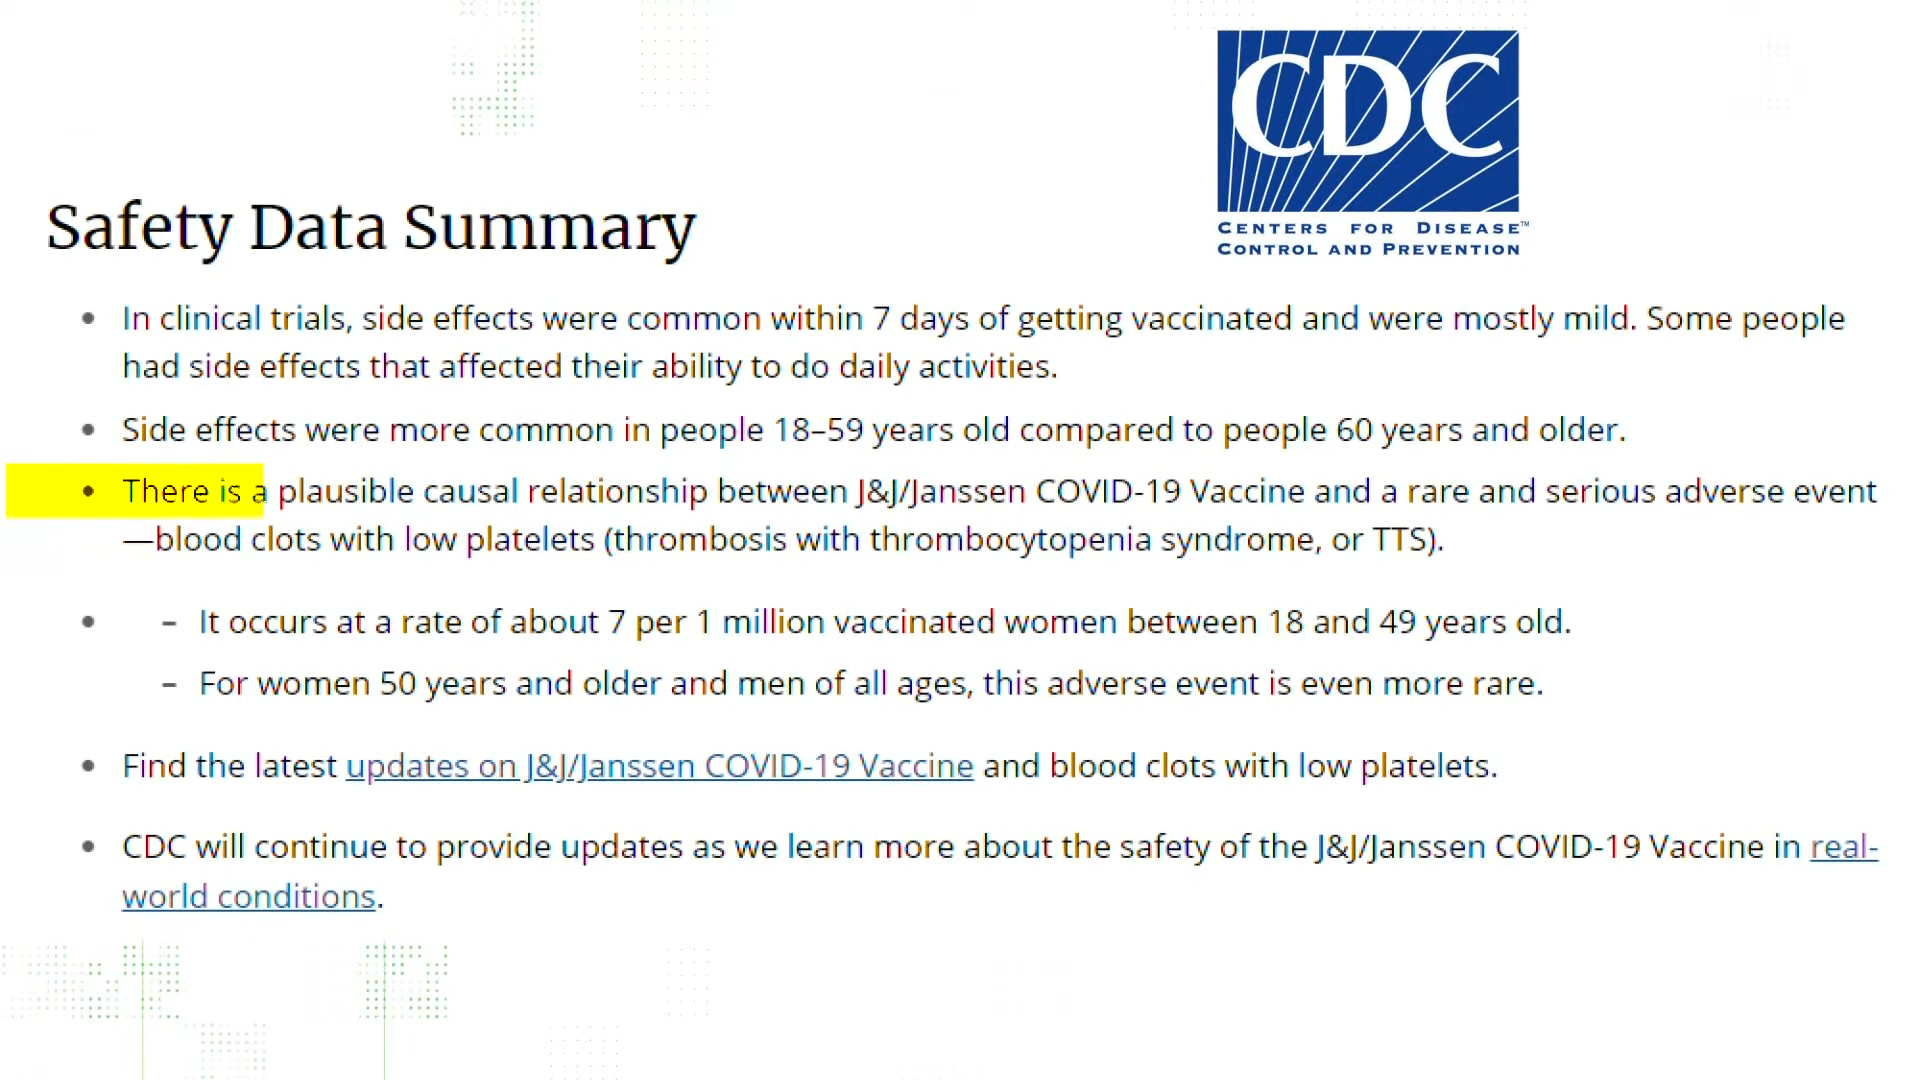 CDC
CENTERS FOR DISEASE™
CONTROL AND PREVENTION
Safety Data Summary
• In clinical trials, side effects were common within 7 days of getting vaccinated and were mostly mild. Some people
had side effects that affected their ability to do daily activities.
• Side effects were more common in people 18–59 years old compared to people 60 years and older.
• There is a plausible causal relationship between J&J/Janssen COVID-19 Vaccine and a rare and serious adverse event
—blood clots with low platelets (thrombosis with thrombocytopenia syndrome, or TTS).
• – It occurs at a rate of about 7 per 1 million vaccinated women between 18 and 49 years old.
– For women 50 years and older and men of all ages, this adverse event is even more rare.
• Find the latest updates on J&J/Janssen COVID-19 Vaccine and blood clots with low platelets.
• CDC will continue to provide updates as we learn more about the safety of the J&J/Janssen COVID-19 Vaccine in real-
world conditions.